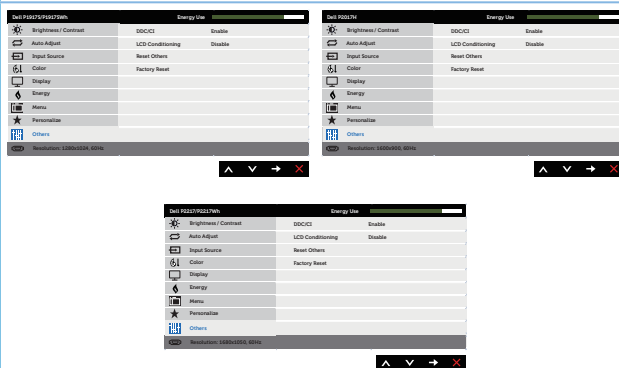 Dell P1917S/P1917SWh Energy Use
Brightness / Contrast DDC/CI Enable
Auto Adjust LCD Conditioning Disable
Input Source Reset Others
Color Factory Reset
Display
Energy
Menu
Personalize
Others
Resolution: 1280x1024, 60Hz
Dell P2017H Energy Use
Brightness / Contrast DDC/CI Enable
Auto Adjust LCD Conditioning Disable
Input Source Reset Others
Color Factory Reset
Display
Energy
Menu
Personalize
Others
Resolution: 1600x900, 60Hz
Dell P2217/P2217Wh Energy Use
Brightness / Contrast DDC/CI Enable
Auto Adjust LCD Conditioning Disable
Input Source Reset Others
Color Factory Reset
Display
Energy
Menu
Personalize
Others
Resolution: 1680x1050, 60Hz